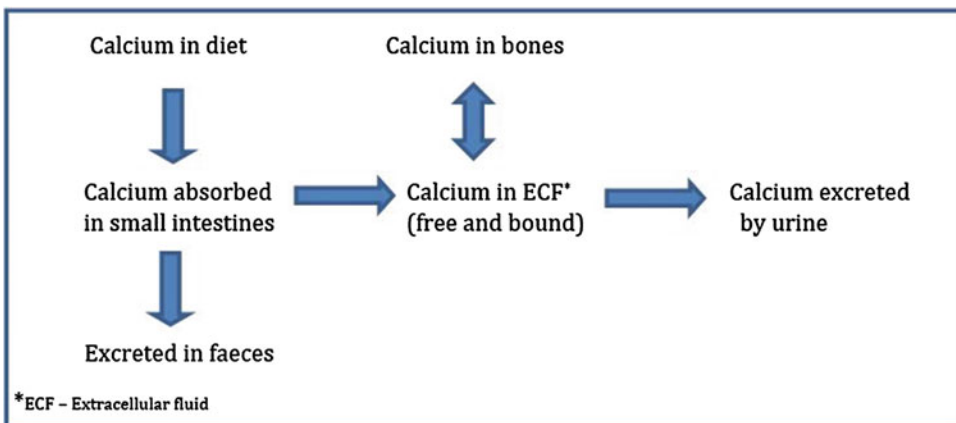 Calcium in diet
Calcium in bones
Calcium absorbed
in small intestines
Calcium in ECF*
(free and bound)
Calcium excreted
by urine
Excreted in faeces
*ECF – Extracellular fluid